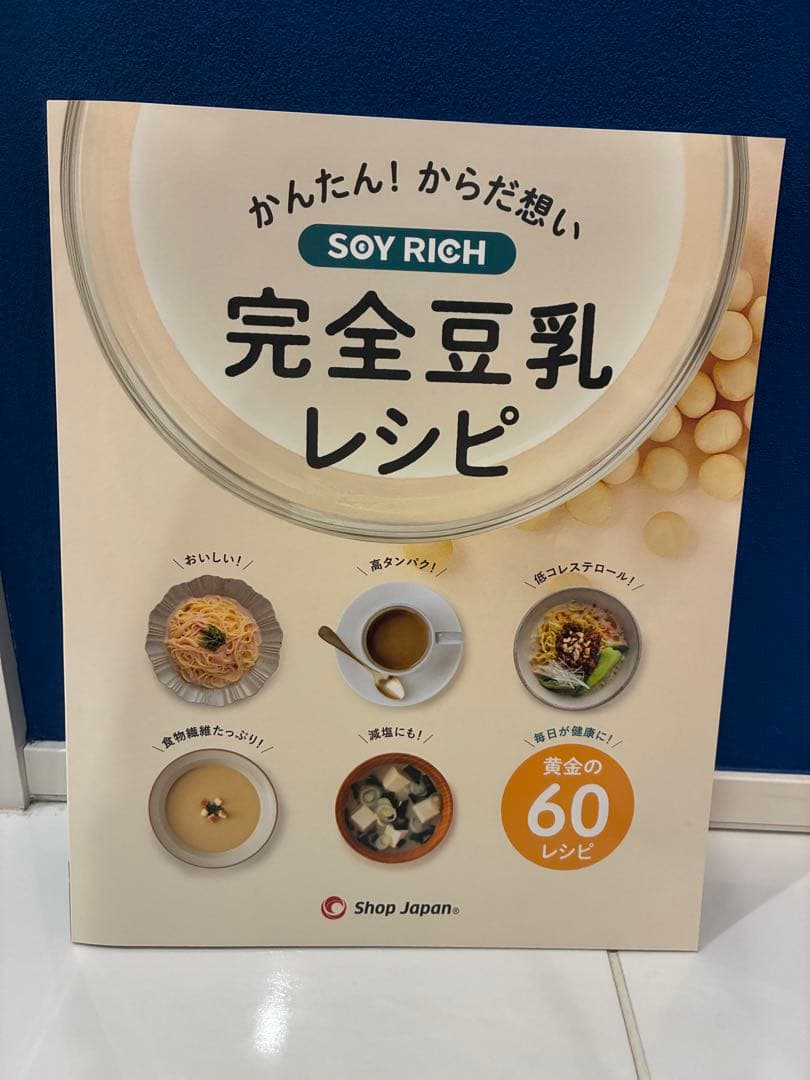 かんたん！からだ想い
SOY RICH
完全豆乳
レシピ
おいしい！
高タンパク！
低コレステロール！
食物繊維たっぷり！
減塩にも！
毎日が健康に！
黄金の
60
レシピ
Shop Japan®